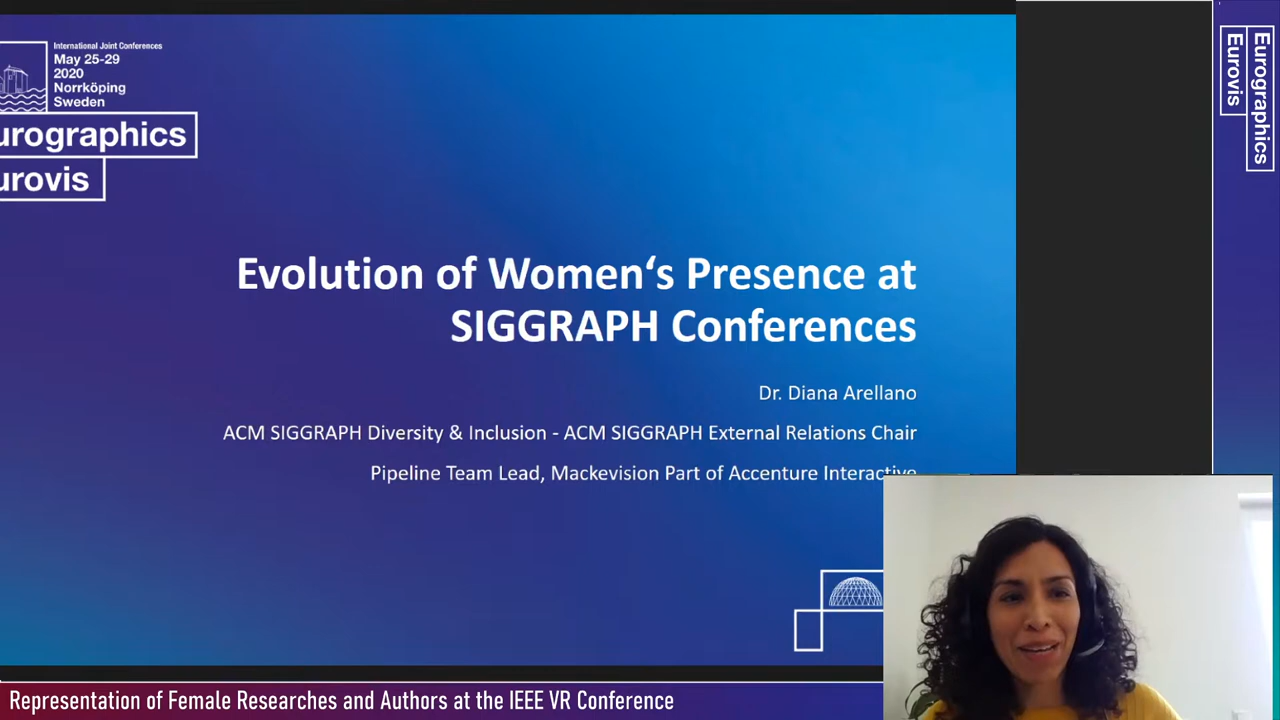 International Joint Conferences
May 25-29
2020
Norrköping
Sweden
urographics
urovis
Evolution of Women‘s Presence at
SIGGRAPH Conferences
Dr. Diana Arellano
ACM SIGGRAPH Diversity & Inclusion - ACM SIGGRAPH External Relations Chair
Pipeline Team Lead, Mackevision Part of Accenture Interactive
Eurographics
Eurovis
Representation of Female Researches and Authors at the IEEE VR Conference